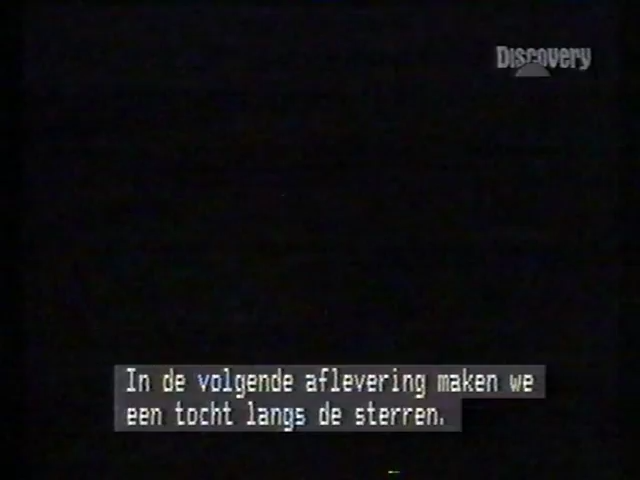 Discovery
In de volgende aflevering maken we
een tocht langs de sterren.